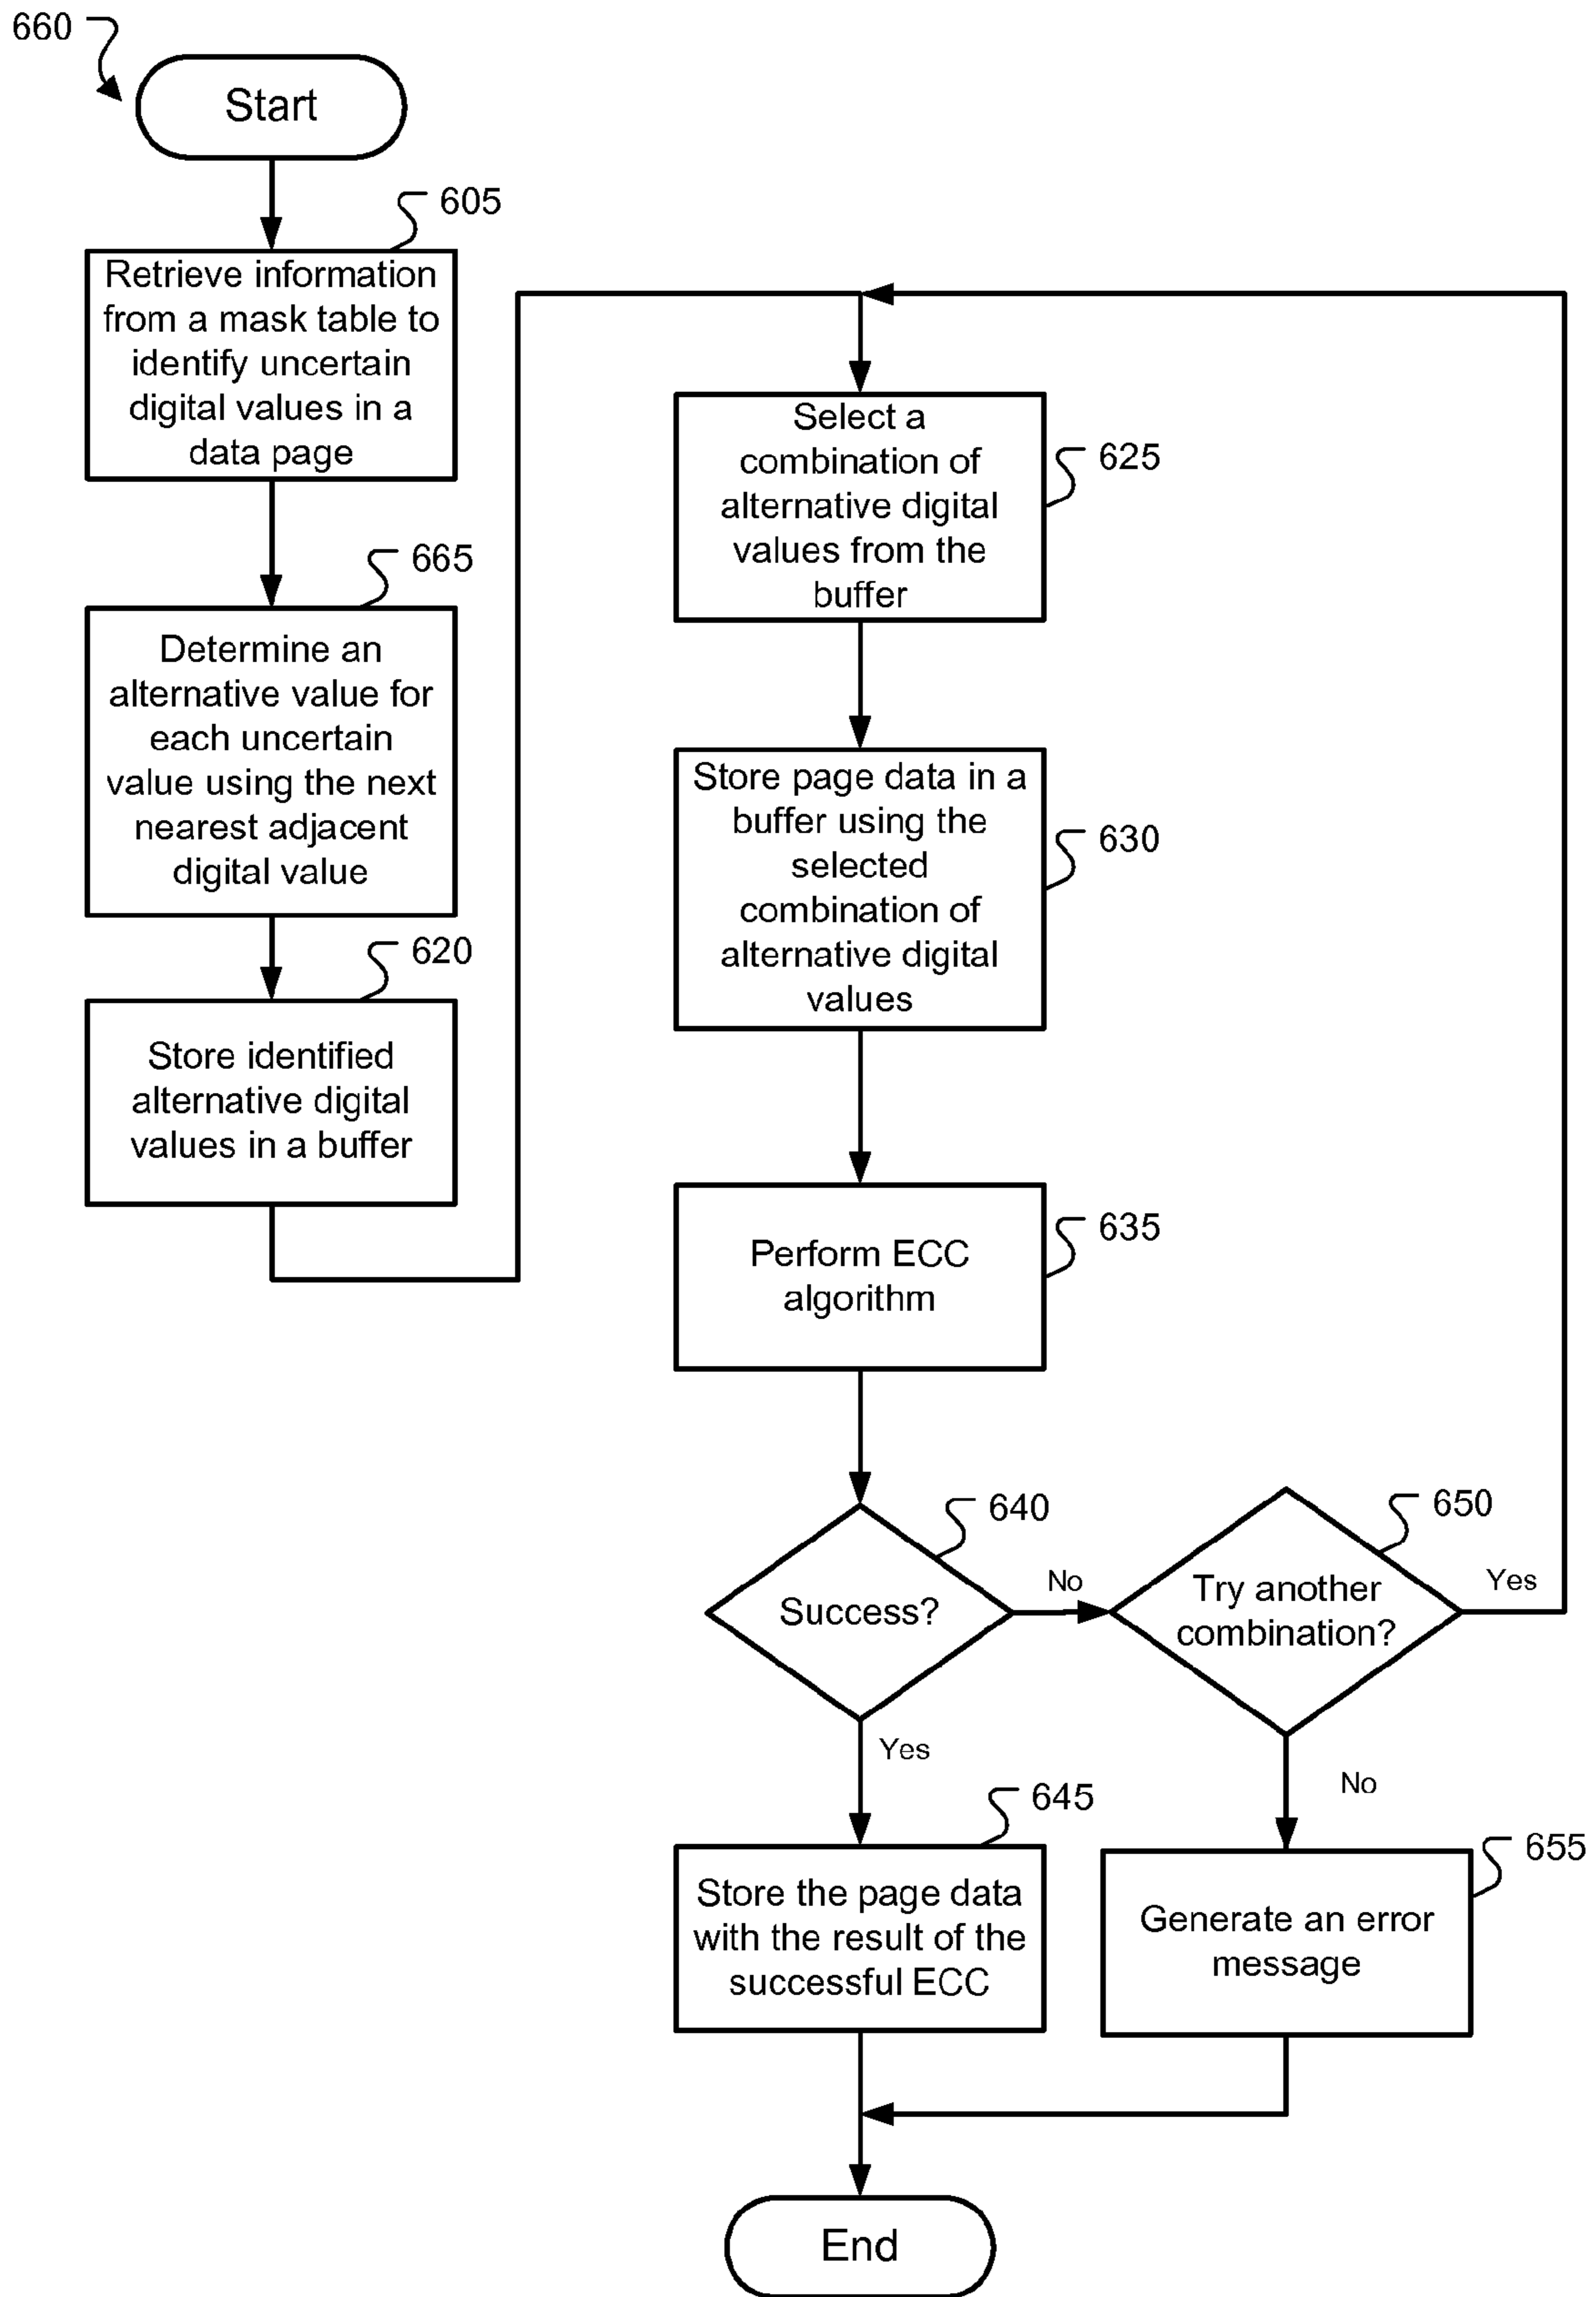 660
Start
605
Retrieve information
from a mask table to
identify uncertain
digital values in a
data page
665
Determine an
alternative value for
each uncertain
value using the next
nearest adjacent
digital value
620
Store identified
alternative digital
values in a buffer
Select a
combination of
alternative digital
values from the
buffer
625
Store page data in a
buffer using the
selected
combination of
alternative digital
values
630
Perform ECC
algorithm
635
640
Success?
No
650
Try another
combination?
Yes
Yes
No
645
Store the page data
with the result of the
successful ECC
655
Generate an error
message
End